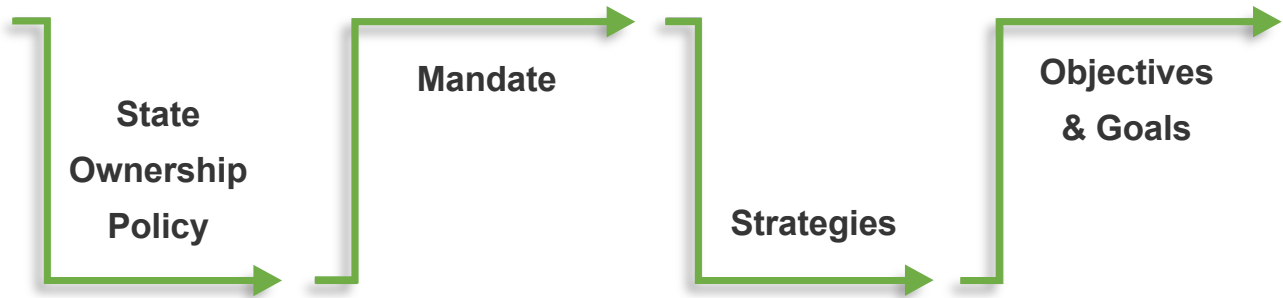 State
Ownership
Policy
Mandate
Strategies
Objectives
& Goals